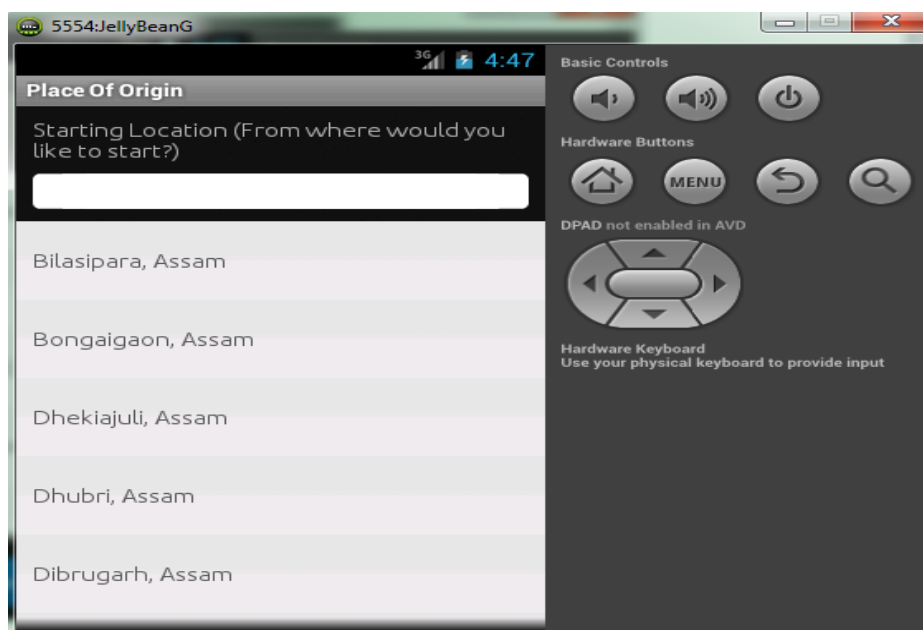 5554:JellyBeanG
3G 4:47
Place Of Origin
Starting Location (From where would you
like to start?)
Bilasipara, Assam
Bongaigaon, Assam
Dhekiajuli, Assam
Dhubri, Assam
Dibrugarh, Assam
Basic Controls
Hardware Buttons
MENU
DPAD not enabled in AVD
Hardware Keyboard
Use your physical keyboard to provide input